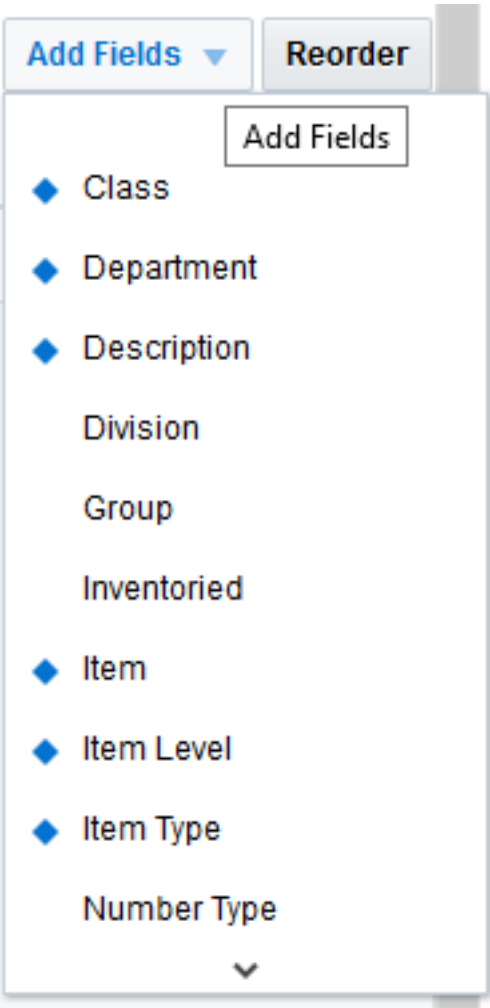 Add Fields Reorder
Add Fields
Class
Department
Description
Division
Group
Inventoried
Item
Item Level
Item Type
Number Type